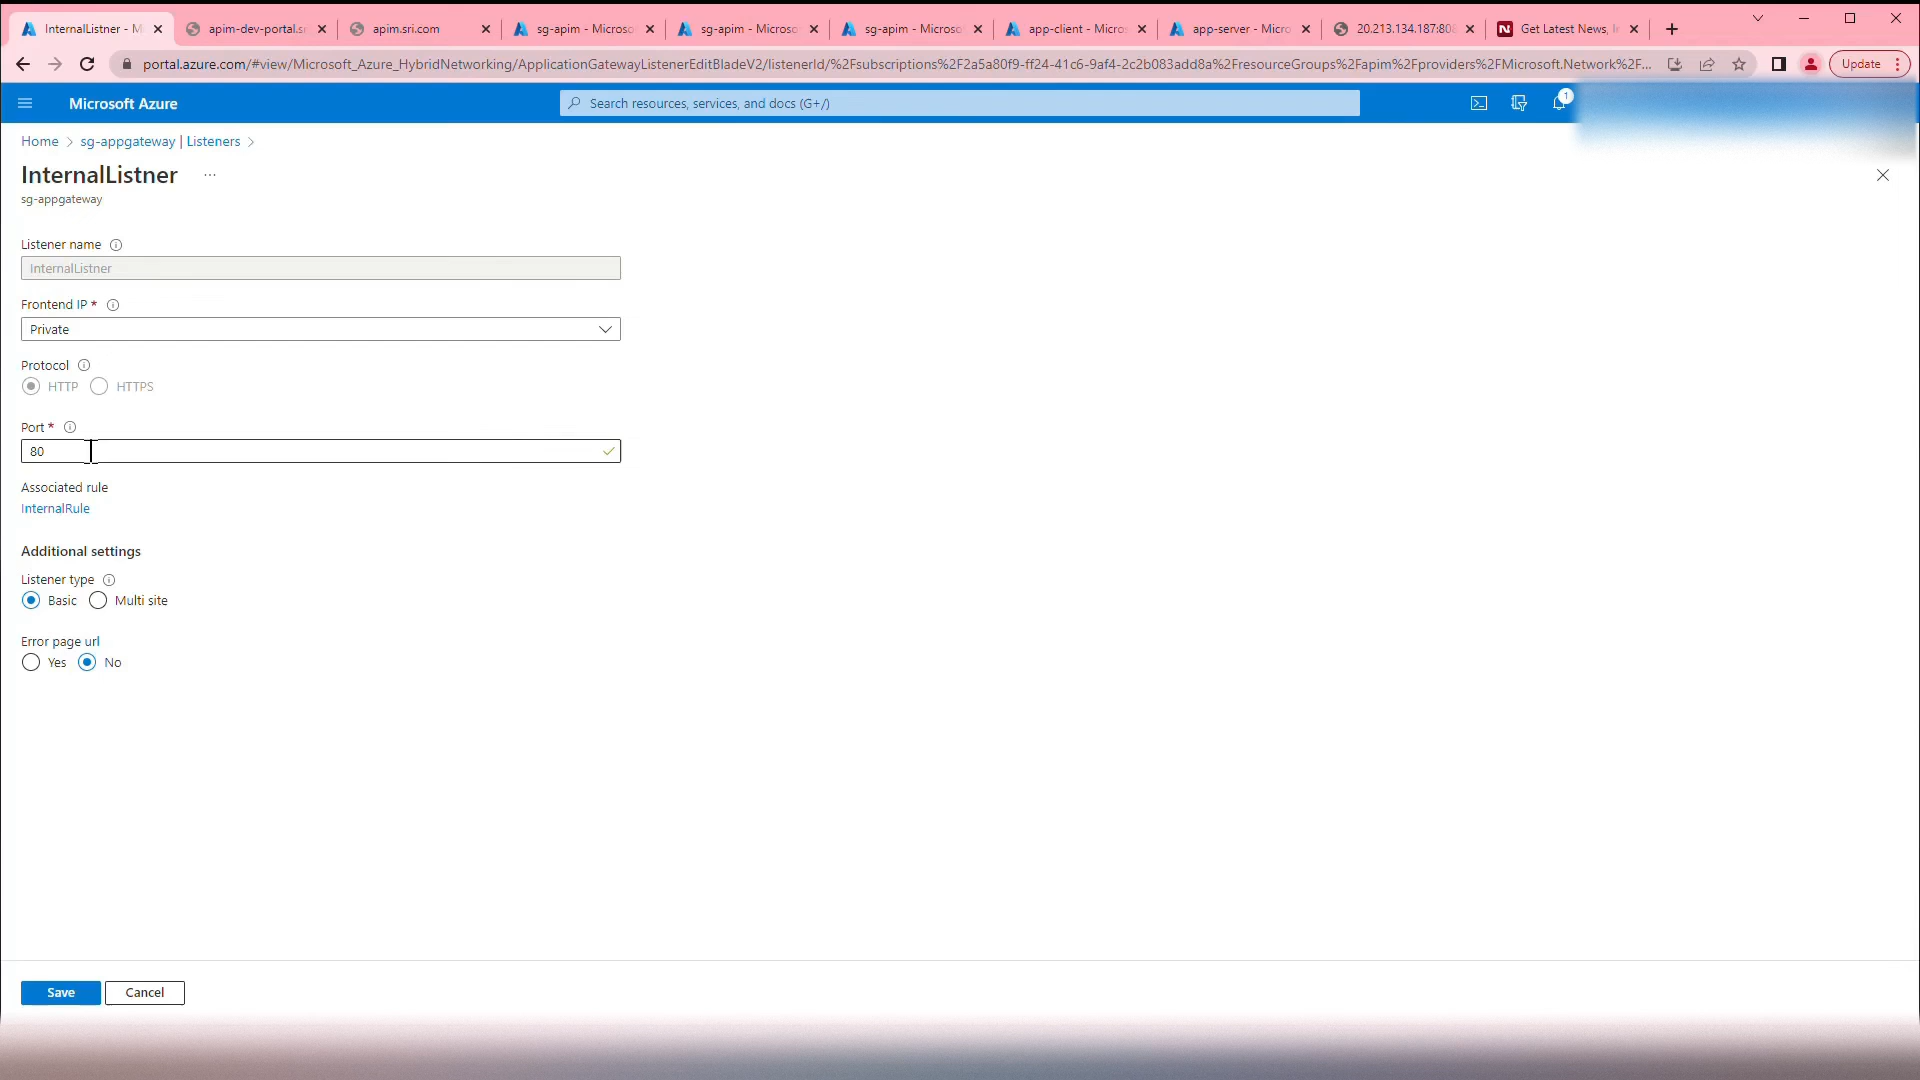 InternalListner - M
apim-dev-portal.sr
apim.sri.com
sg-apim - Microso
sg-apim - Microso
sg-apim - Microso
app-client - Micros
app-server - Micro
20.213.134.187:80
Get Latest News, I
portal.azure.com/#view/Microsoft_Azure_HybridNetworking/ApplicationGatewayListenerEditBladeV2/listenerId/%2Fsubscriptions%2F2a5a80f9-ff24-41c6-9af4-2c2b083add8a%2FresourceGroups%2Fapim%2Fproviders%2FMicrosoft.Network%2F...
Update
Microsoft Azure
Search resources, services, and docs (G+/)
1
Home > sg-appgateway | Listeners >
InternalListner ...
sg-appgateway
Listener name
InternalListner
Frontend IP *
Private
Protocol
HTTP HTTPS
Port *
80
Associated rule
InternalRule
Additional settings
Listener type
Basic Multi site
Error page url
Yes No
Save Cancel